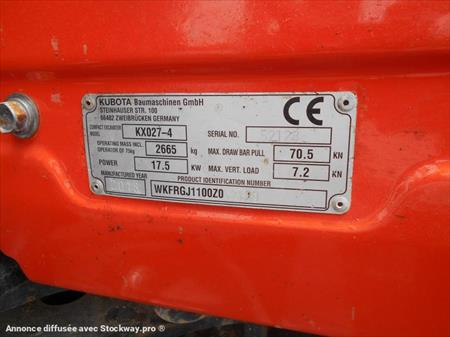 KUBOTA Baumaschinen GmbH
STEINHAUSER STR. 100
66482 ZWEIBRÜCKEN GERMANY
CE
COMPACT EXCAVATOR KX027-4 SERIAL NO.
OPERATING MASS INCL. OPERATOR OF 75kg 2665 kg MAX. DRAW BAR PULL 70.5 KN
POWER 17.5 KW MAX. VERT. LOAD 7.2 KN
MANUFACTURED YEAR PRODUCT IDENTIFICATION NUMBER
WKFRGJ1100Z0
Annonce diffusée avec Stockway.pro ®